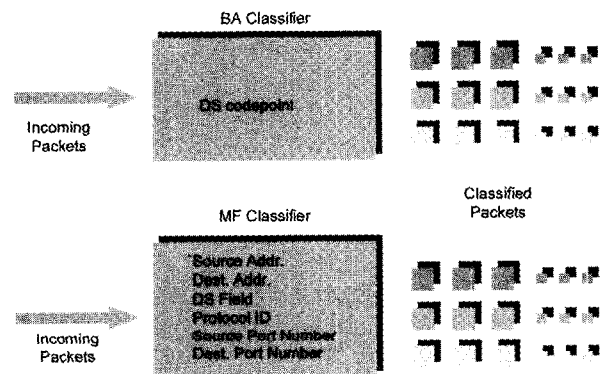 BA Classifier
DS codepoint
Incoming
Packets
Classified
Packets
MF Classifier
Source Addr.
Dest. Addr.
DS Field
Protocol ID
Source Port Number
Dest. Port Number
Incoming
Packets